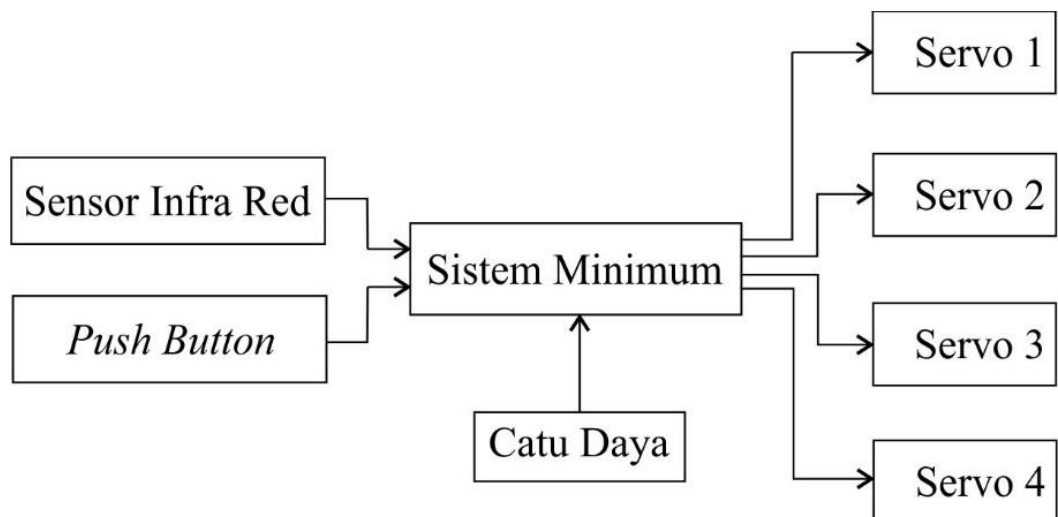 Sensor Infra Red
Push Button
Sistem Minimum
Catu Daya
Servo 1
Servo 2
Servo 3
Servo 4